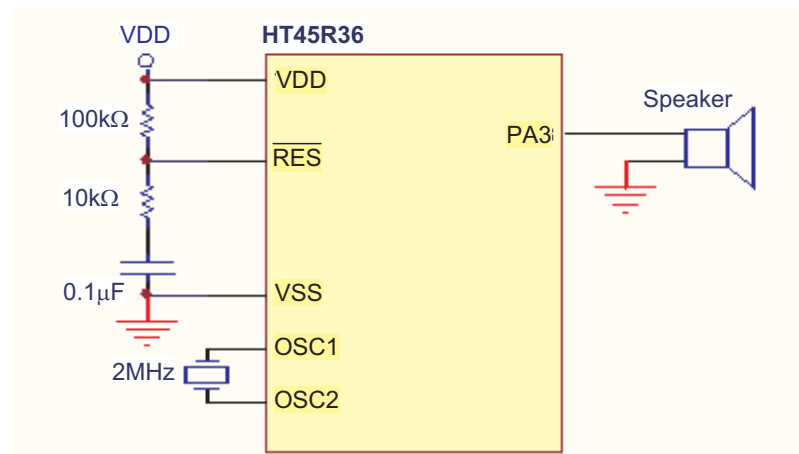 VDD
HT45R36
VDD
Speaker
100kΩ
PA3
RES
10kΩ
0.1μF
VSS
OSC1
2MHz
OSC2